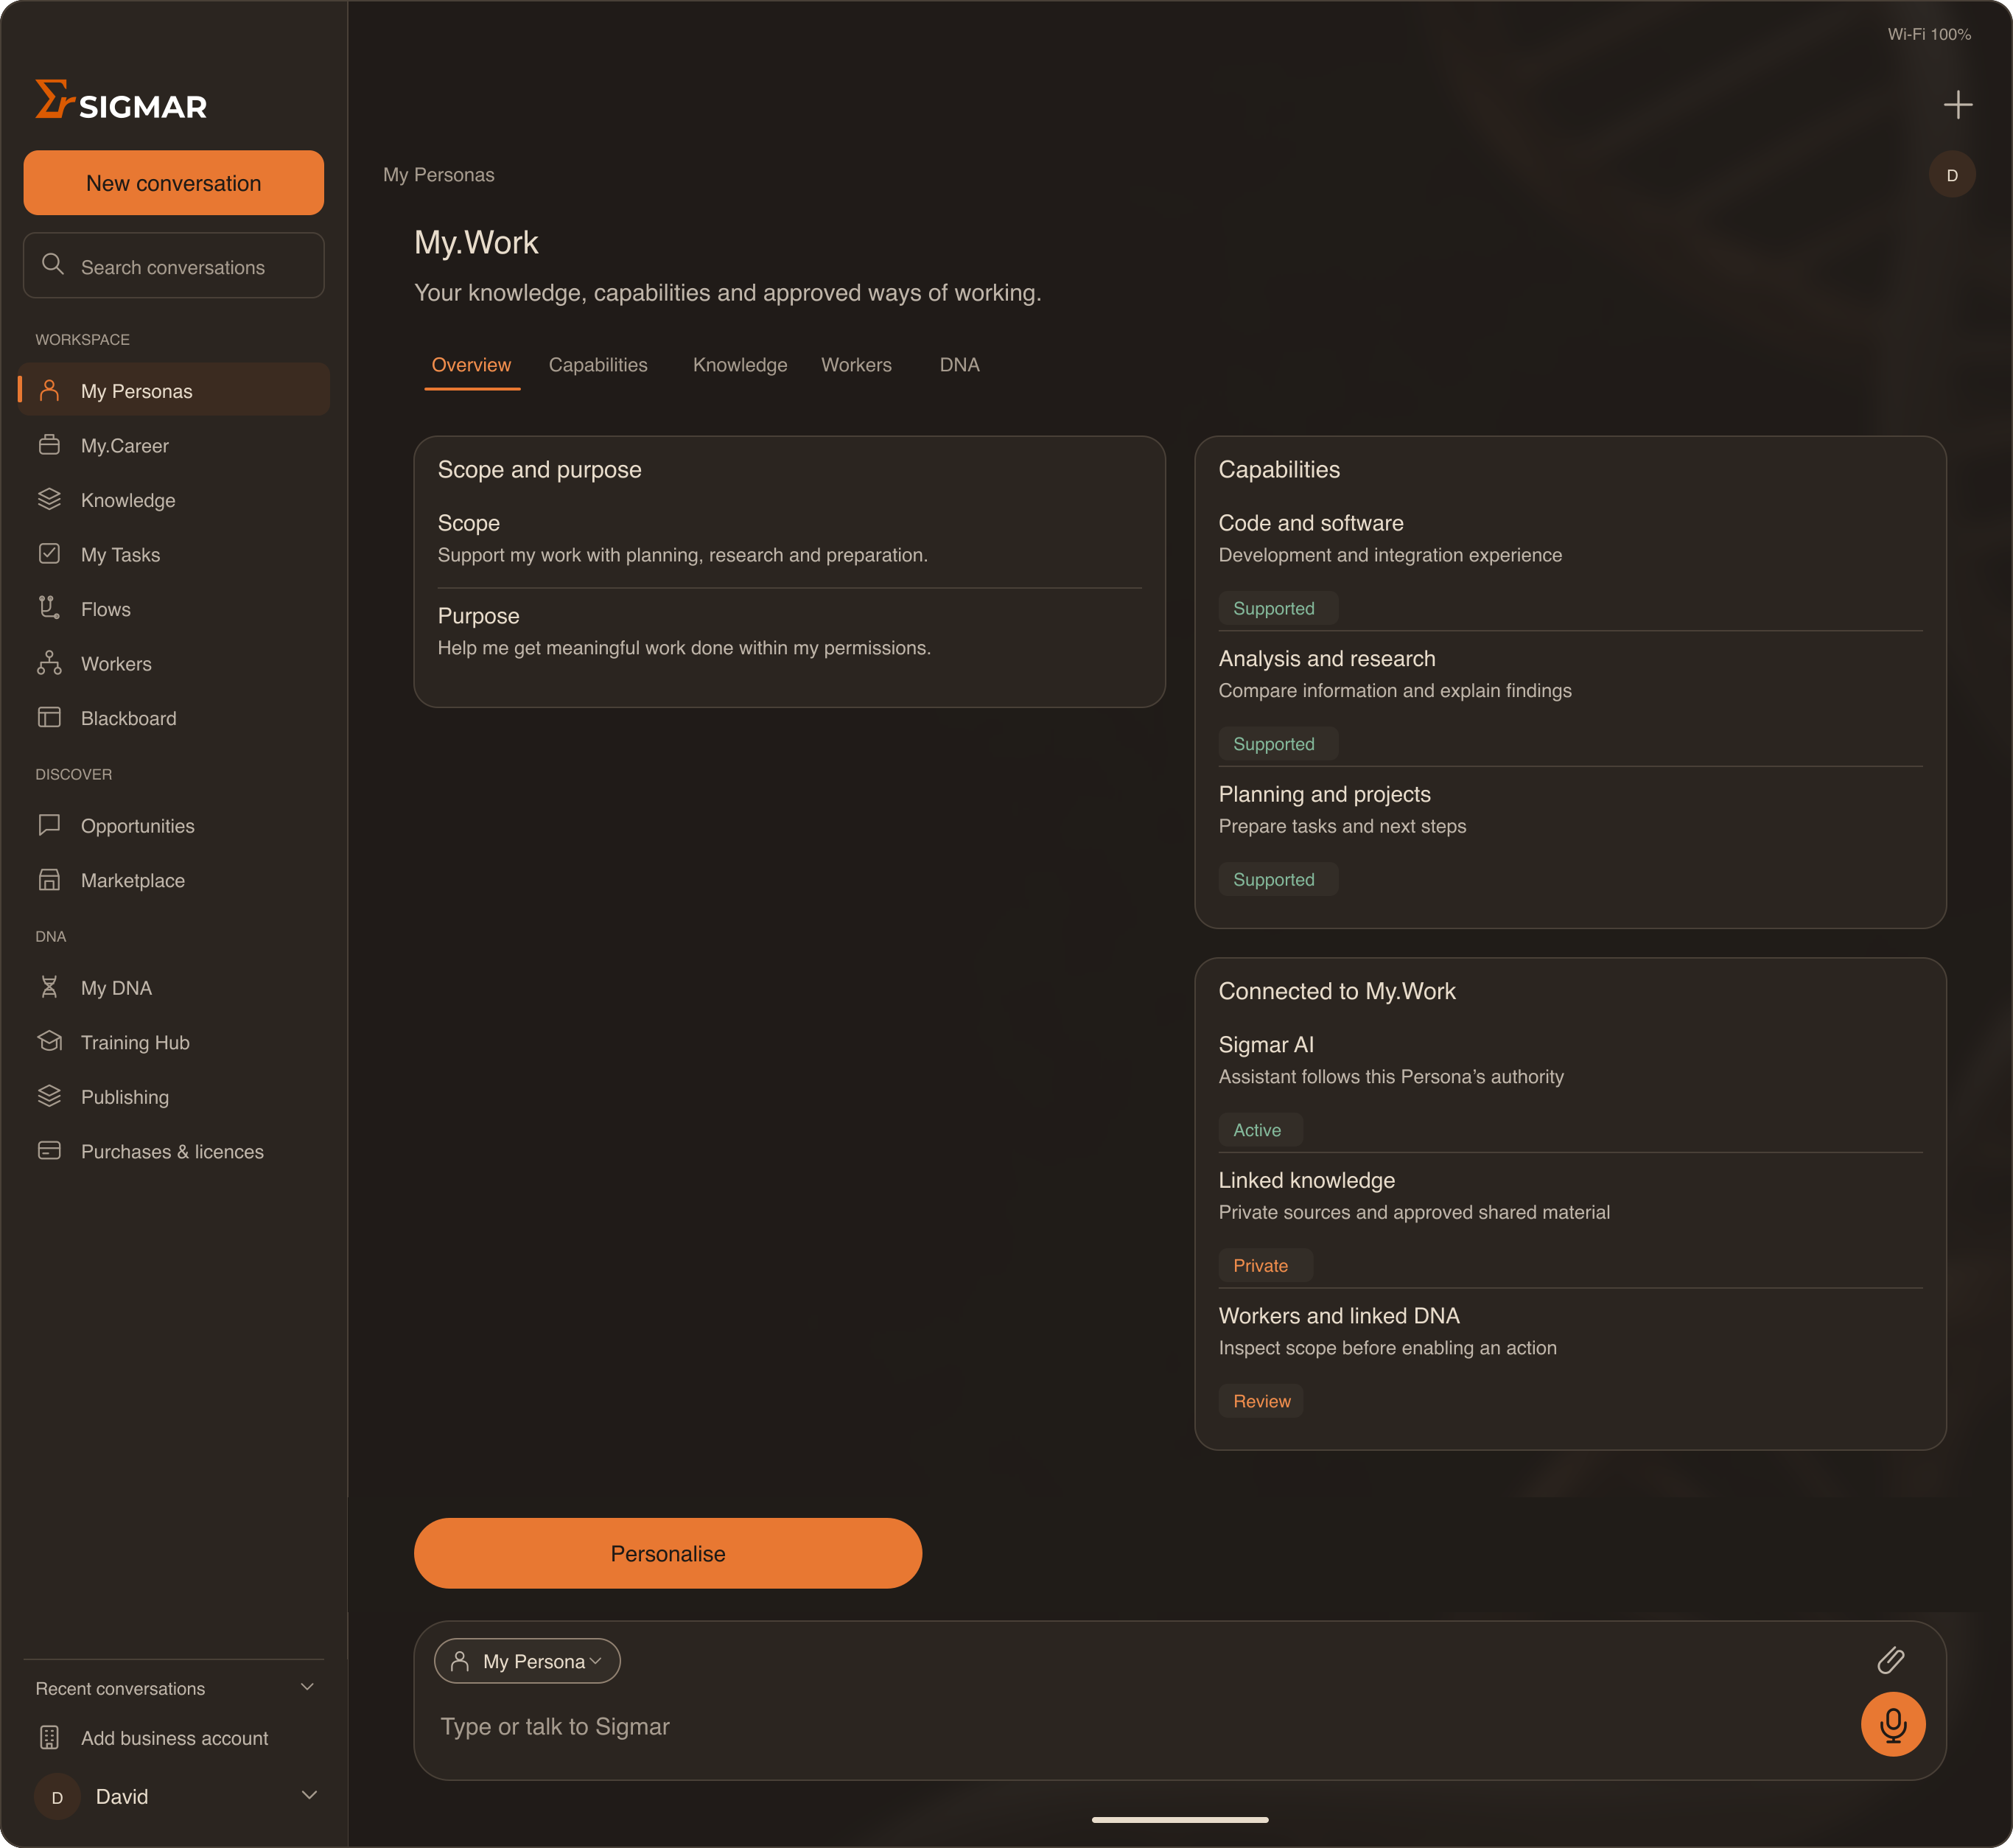 Wi-Fi 100%
Σr SIGMAR
New conversation
Search conversations
WORKSPACE
My Personas
My.Career
Knowledge
My Tasks
Flows
Workers
Blackboard
DISCOVER
Opportunities
Marketplace
DNA
My DNA
Training Hub
Publishing
Purchases & licences
Recent conversations
Add business account
D
David
My Personas
D
My.Work
Your knowledge, capabilities and approved ways of working.
Overview
Capabilities
Knowledge
Workers
DNA
Scope and purpose
Scope
Support my work with planning, research and preparation.
Purpose
Help me get meaningful work done within my permissions.
Capabilities
Code and software
Development and integration experience
Supported
Analysis and research
Compare information and explain findings
Supported
Planning and projects
Prepare tasks and next steps
Supported
Connected to My.Work
Sigmar AI
Assistant follows this Persona’s authority
Active
Linked knowledge
Private sources and approved shared material
Private
Workers and linked DNA
Inspect scope before enabling an action
Review
Personalise
My Persona
Type or talk to Sigmar